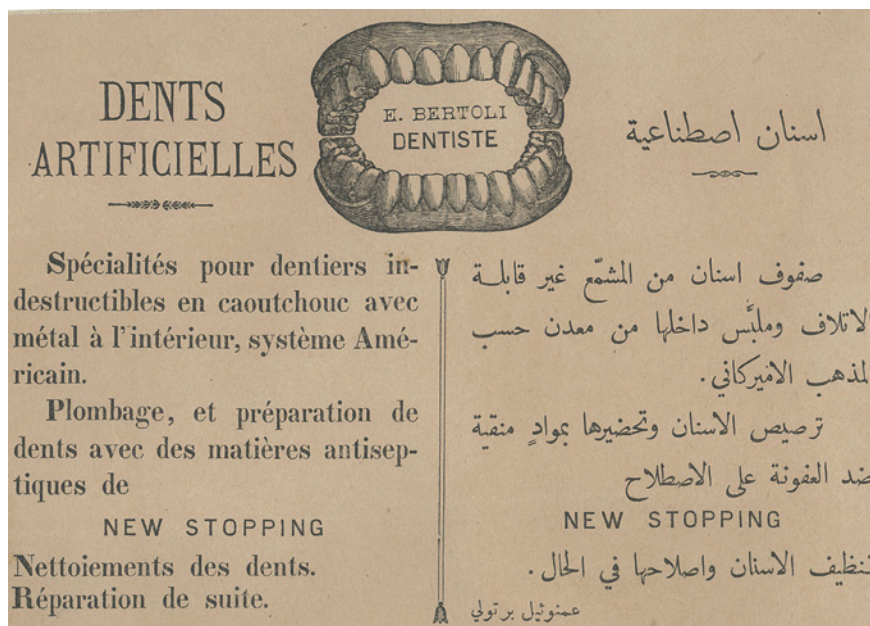 DENTS
ARTIFICIELLES
E. BERTOLI
DENTISTE
اسنان اصطناعية
Spécialités pour dentiers in-
destructibles en caoutchouc avec
métal à l'intérieur, système Amé-
ricain.
Plombage, et préparation de
dents avec des matières antisep-
tiques de
NEW STOPPING
Nettoiements des dents.
Réparation de suite.
صفوف اسنان من المشمّع غير قابلة
الاتلاف وملبَّس داخلها من معدن حسب
المذهب الاميركاني.
ترصيص الاسنان وتحضيرها بموادٍ منقية
ضد العفونة على الاصطلاح
NEW STOPPING
تنظيف الاسنان واصلاحها في الحال.
عمنوئيل برتولي